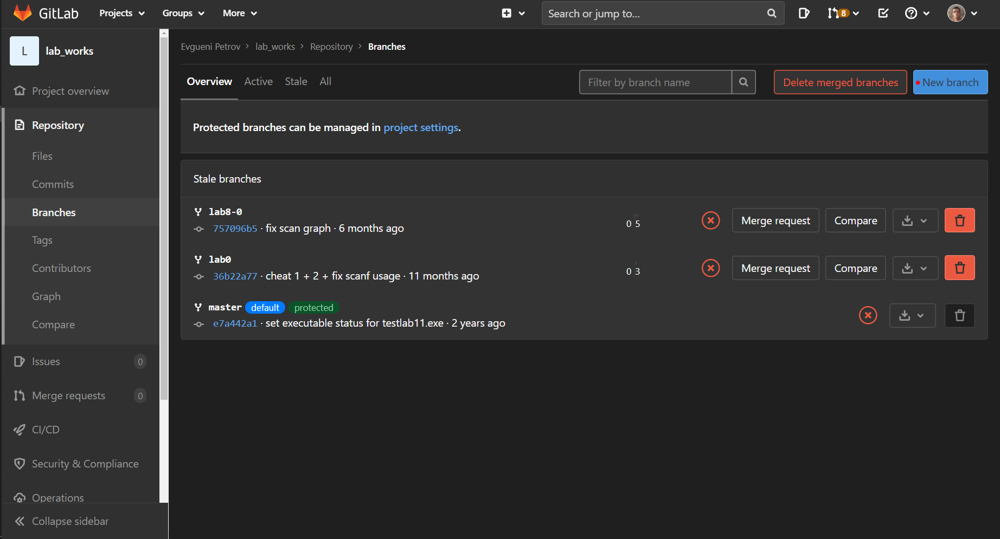 GitLab Projects Groups More Search or jump to... 8
L lab_works
Project overview
Repository
Files
Commits
Branches
Tags
Contributors
Graph
Compare
Issues 0
Merge requests 0
CI/CD
Security & Compliance
Operations
Collapse sidebar
Evgueni Petrov > lab_works > Repository > Branches
Overview Active Stale All Filter by branch name Delete merged branches New branch
Protected branches can be managed in project settings.
Stale branches
lab8-0
757096b5 · fix scan graph · 6 months ago
0 5 Merge request Compare
lab0
36b22a77 · cheat 1 + 2 + fix scanf usage · 11 months ago
0 3 Merge request Compare
master default protected
e7a442a1 · set executable status for testlab11.exe · 2 years ago